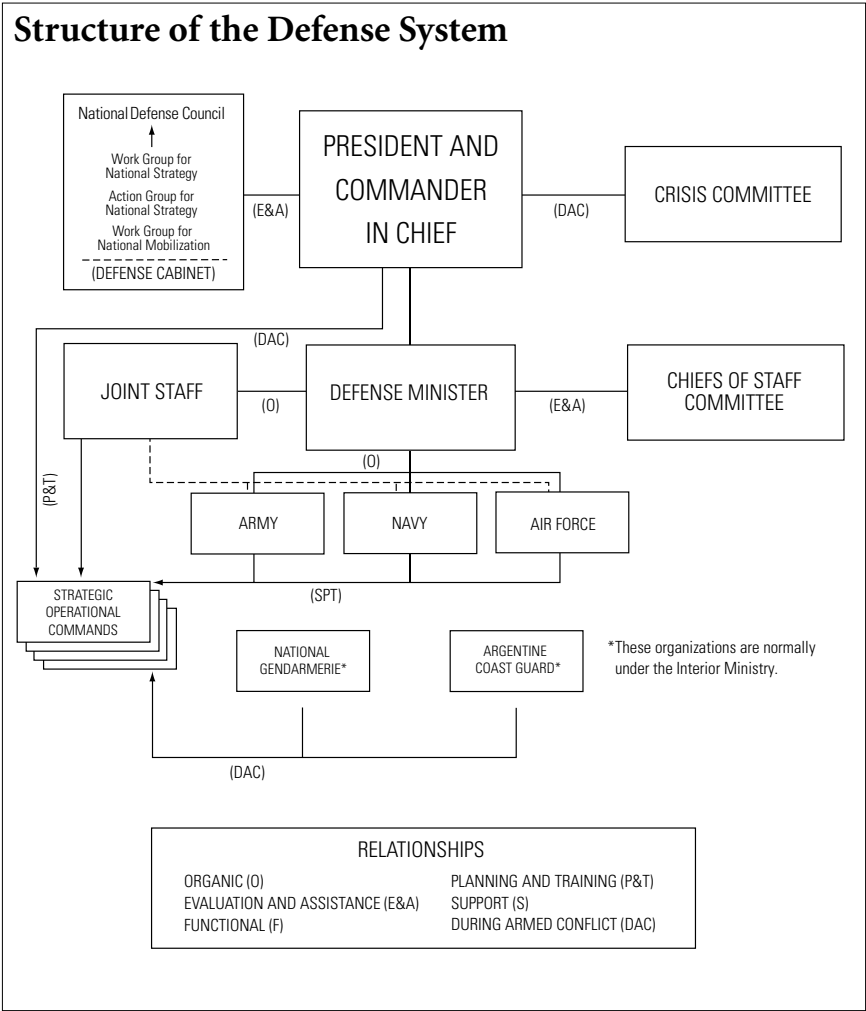 Structure of the Defense System
National Defense Council
Work Group for
National Strategy
Action Group for
National Strategy
Work Group for
National Mobilization
(DEFENSE CABINET)
(E&A)
PRESIDENT AND
COMMANDER
IN CHIEF
(DAC)
CRISIS COMMITTEE
(DAC)
JOINT STAFF
(O)
DEFENSE MINISTER
(E&A)
CHIEFS OF STAFF
COMMITTEE
(P&T)
(O)
ARMY
NAVY
AIR FORCE
(SPT)
STRATEGIC
OPERATIONAL
COMMANDS
NATIONAL
GENDARMERIE*
ARGENTINE
COAST GUARD*
*These organizations are normally
under the Interior Ministry.
(DAC)
RELATIONSHIPS
ORGANIC (O)
EVALUATION AND ASSISTANCE (E&A)
FUNCTIONAL (F)
PLANNING AND TRAINING (P&T)
SUPPORT (S)
DURING ARMED CONFLICT (DAC)